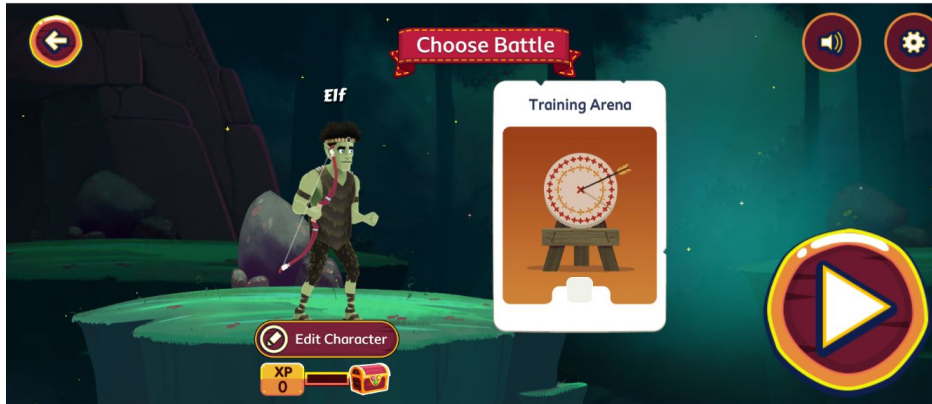 Choose Battle
Elf
Training Arena
Edit Character
XP
0